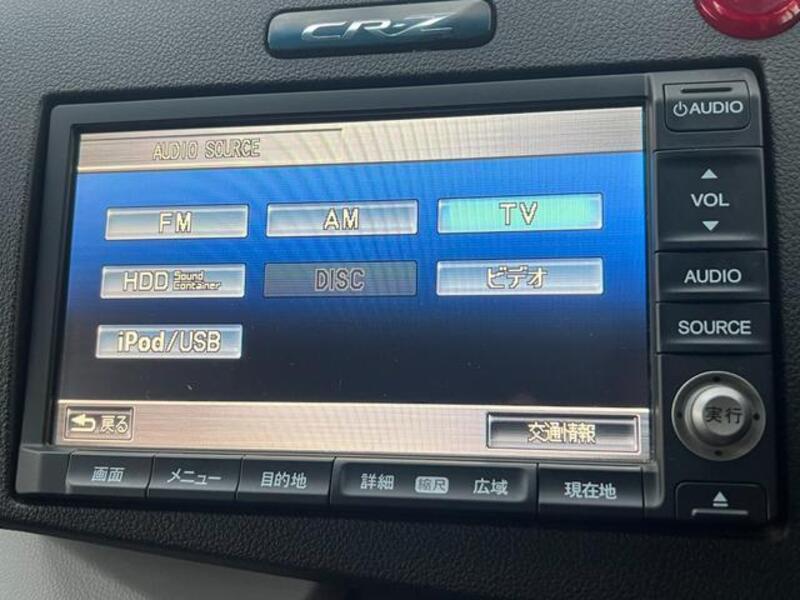 CR-Z
AUDIO SOURCE
FM AM TV
HDD Sound Container DISC ビデオ
iPod/USB
戻る 交通情報
画面 メニュー 目的地 詳細 縮尺 広域 現在地
AUDIO
VOL
AUDIO
SOURCE
実行